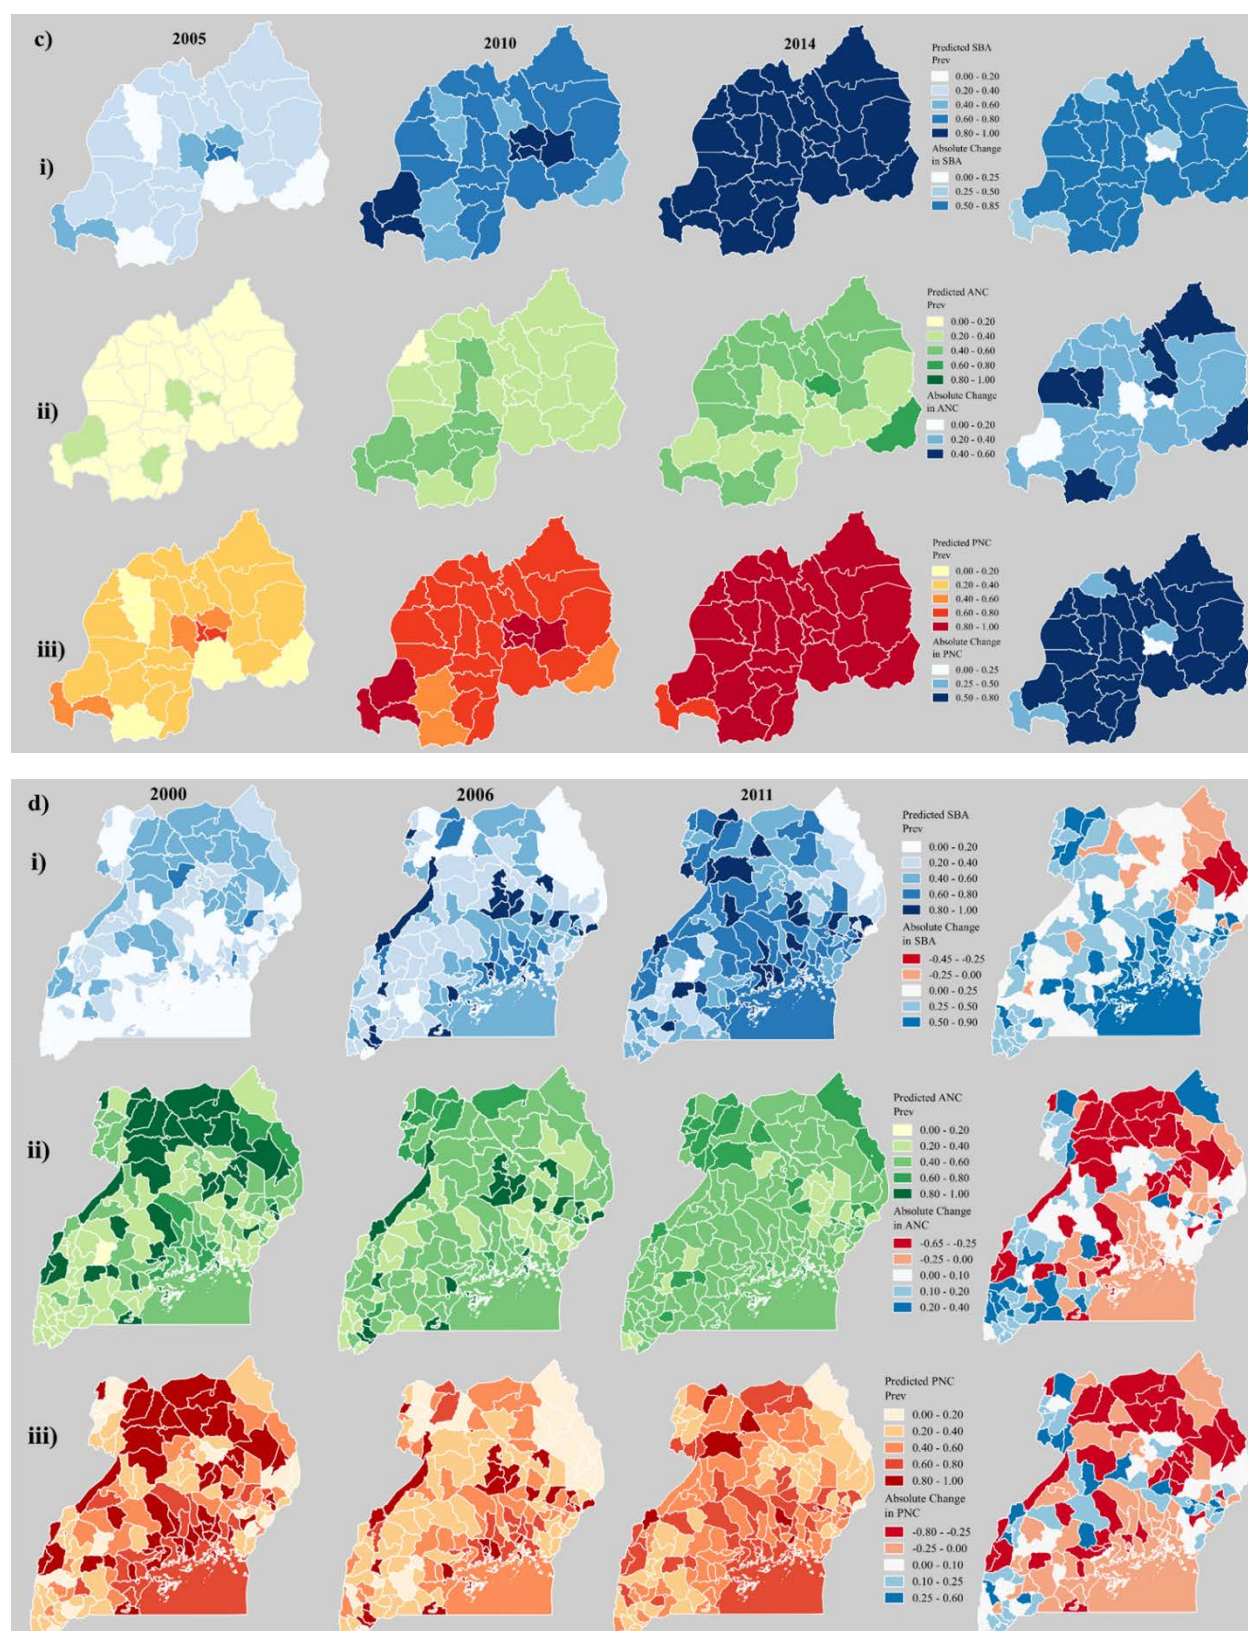 c)
2005
2010
2014
i)
Predicted SBA
Prev
0.00 - 0.20
0.20 - 0.40
0.40 - 0.60
0.60 - 0.80
0.80 - 1.00
Absolute Change
in SBA
0.00 - 0.25
0.25 - 0.50
0.50 - 0.85
ii)
Predicted ANC
Prev
0.00 - 0.20
0.20 - 0.40
0.40 - 0.60
0.60 - 0.80
0.80 - 1.00
Absolute Change
in ANC
0.00 - 0.20
0.20 - 0.40
0.40 - 0.60
iii)
Predicted PNC
Prev
0.00 - 0.20
0.20 - 0.40
0.40 - 0.60
0.60 - 0.80
0.80 - 1.00
Absolute Change
in PNC
0.00 - 0.25
0.25 - 0.50
0.50 - 0.80
d)
2000
2006
2011
i)
Predicted SBA
Prev
0.00 - 0.20
0.20 - 0.40
0.40 - 0.60
0.60 - 0.80
0.80 - 1.00
Absolute Change
in SBA
-0.45 - -0.25
-0.25 - 0.00
0.00 - 0.25
0.25 - 0.50
0.50 - 0.90
ii)
Predicted ANC
Prev
0.00 - 0.20
0.20 - 0.40
0.40 - 0.60
0.60 - 0.80
0.80 - 1.00
Absolute Change
in ANC
-0.65 - -0.25
-0.25 - 0.00
0.00 - 0.10
0.10 - 0.20
0.20 - 0.40
iii)
Predicted PNC
Prev
0.00 - 0.20
0.20 - 0.40
0.40 - 0.60
0.60 - 0.80
0.80 - 1.00
Absolute Change
in PNC
-0.80 - -0.25
-0.25 - 0.00
0.00 - 0.10
0.10 - 0.25
0.25 - 0.60